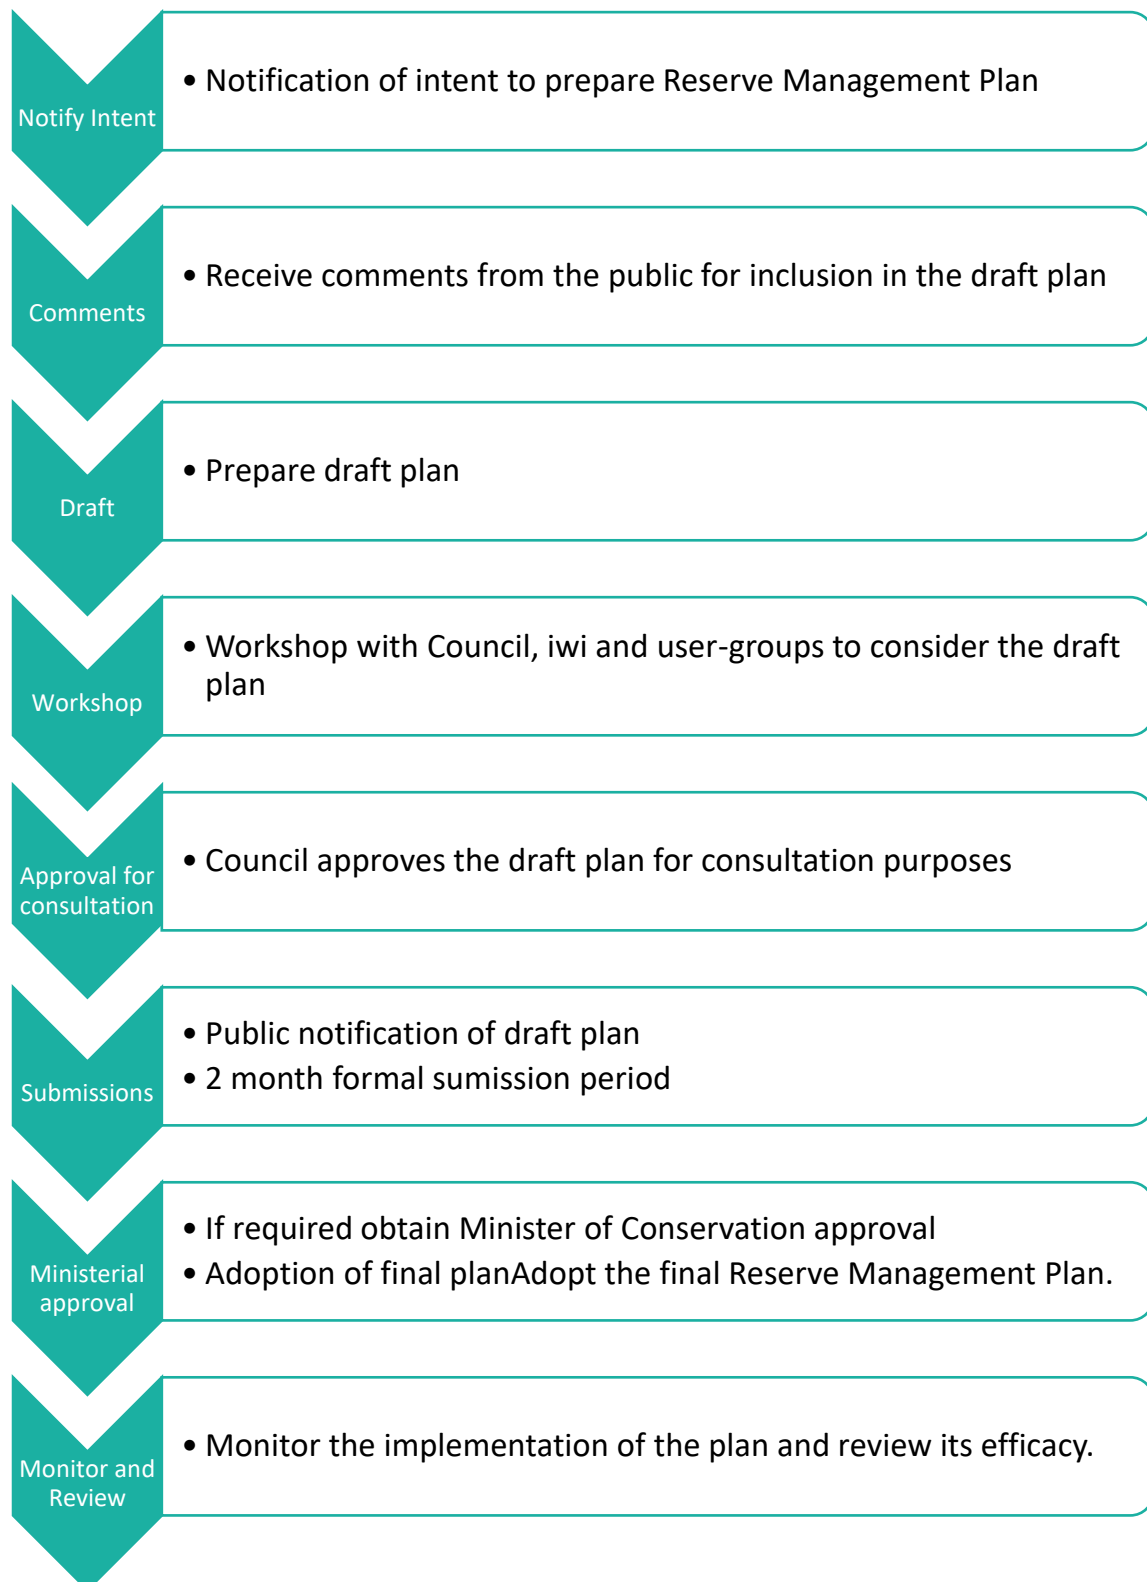 Notify Intent
• Notification of intent to prepare Reserve Management Plan
Comments
• Receive comments from the public for inclusion in the draft plan
Draft
• Prepare draft plan
Workshop
• Workshop with Council, iwi and user-groups to consider the draft
plan
Approval for
consultation
• Council approves the draft plan for consultation purposes
Submissions
• Public notification of draft plan
• 2 month formal sumission period
Ministerial
approval
• If required obtain Minister of Conservation approval
• Adoption of final planAdopt the final Reserve Management Plan.
Monitor and
Review
• Monitor the implementation of the plan and review its efficacy.